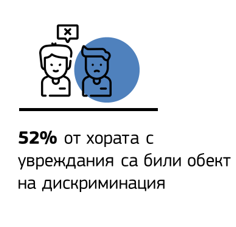 52% от хората с
увреждания са били обект
на дискриминация